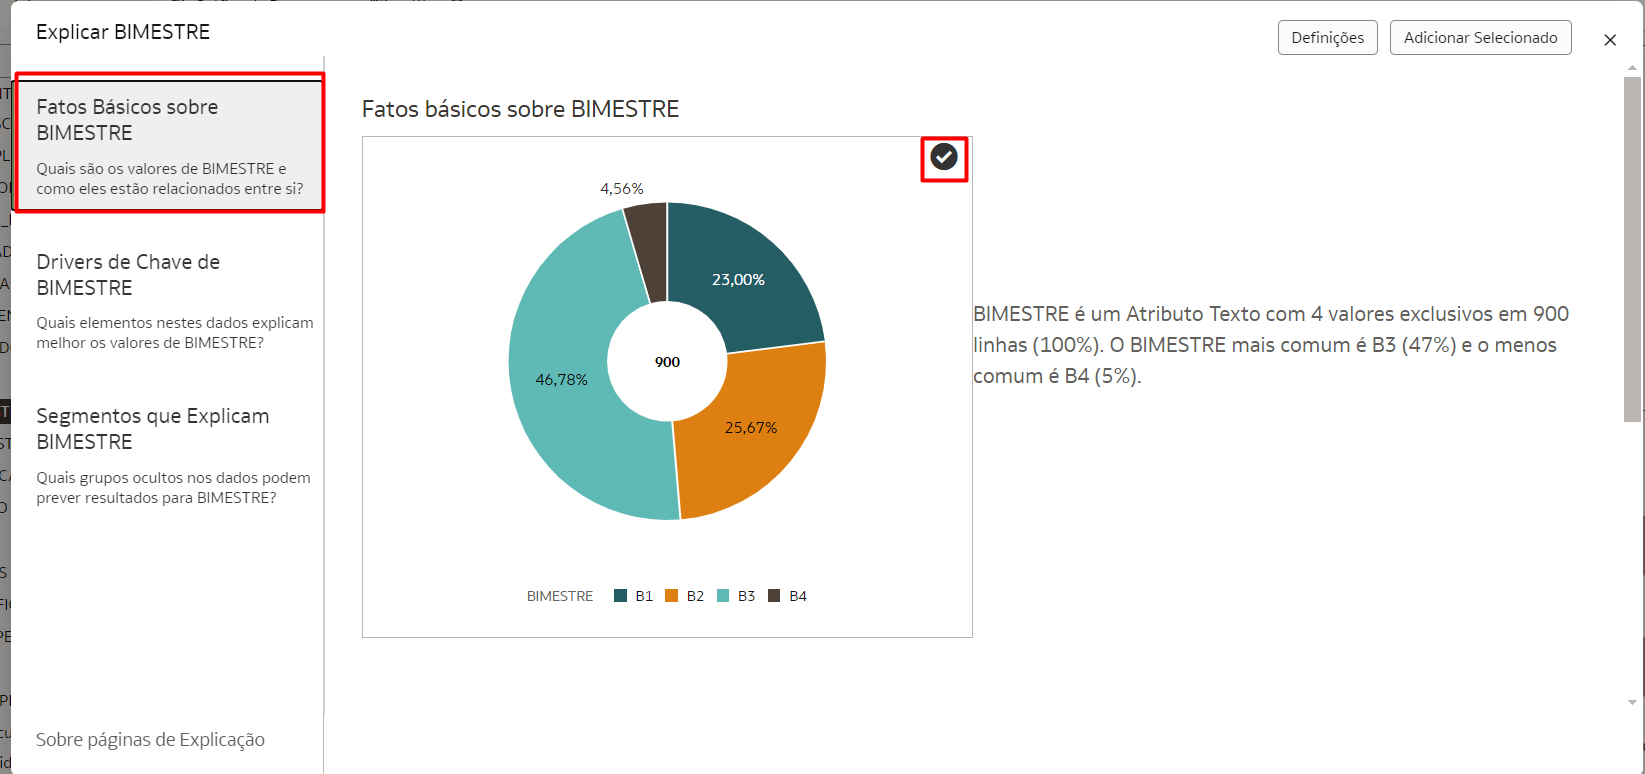 Explicar BIMESTRE
Definições
Adicionar Selecionado
Fatos Básicos sobre
BIMESTRE
Quais são os valores de BIMESTRE e
como eles estão relacionados entre si?
Drivers de Chave de
BIMESTRE
Quais elementos nestes dados explicam
melhor os valores de BIMESTRE?
Segmentos que Explicam
BIMESTRE
Quais grupos ocultos nos dados podem
prever resultados para BIMESTRE?
Sobre páginas de Explicação
Fatos básicos sobre BIMESTRE
4,56%
23,00%
46,78%
900
25,67%
BIMESTRE B1 B2 B3 B4
BIMESTRE é um Atributo Texto com 4 valores exclusivos em 900
linhas (100%). O BIMESTRE mais comum é B3 (47%) e o menos
comum é B4 (5%).